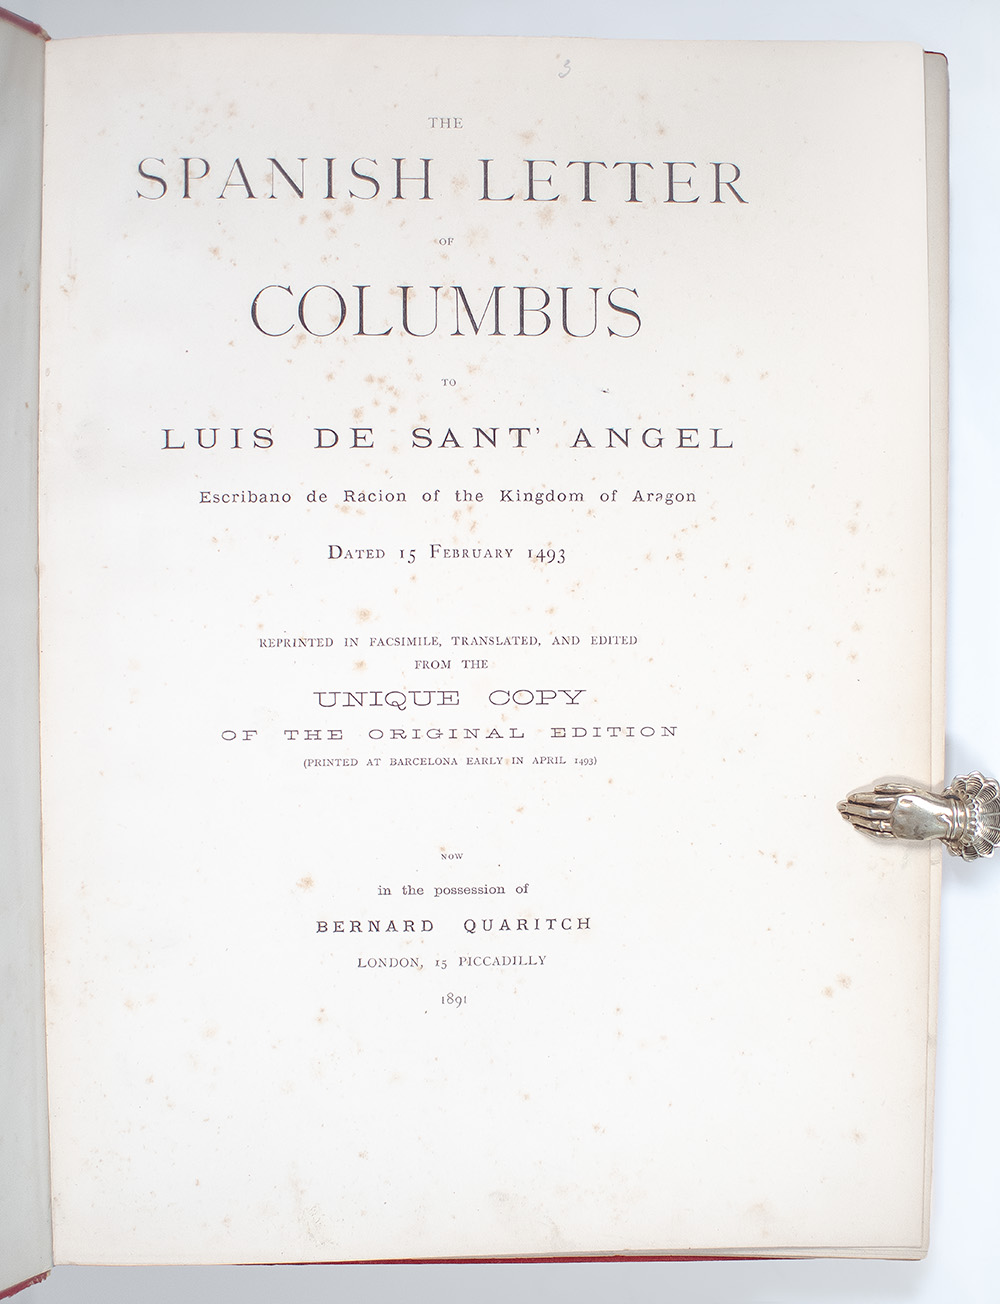 3
THE
SPANISH LETTER
OF
COLUMBUS
TO
LUIS DE SANT' ANGEL
Escribano de Racion of the Kingdom of Aragon
DATED 15 FEBRUARY 1493
REPRINTED IN FACSIMILE, TRANSLATED, AND EDITED
FROM THE
UNIQUE COPY
OF THE ORIGINAL EDITION
(PRINTED AT BARCELONA EARLY IN APRIL 1493)
NOW
in the possession of
BERNARD QUARITCH
LONDON, 15 PICCADILLY
1891